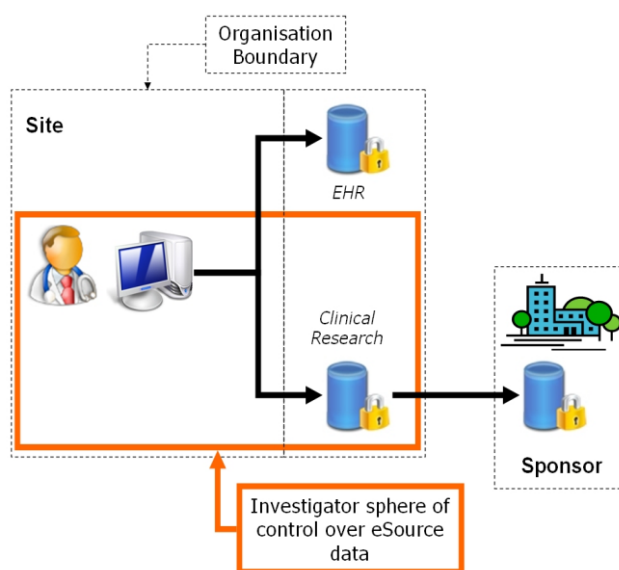 Organisation
Boundary
Site
EHR
Clinical
Research
Sponsor
Investigator sphere of
control over eSource
data